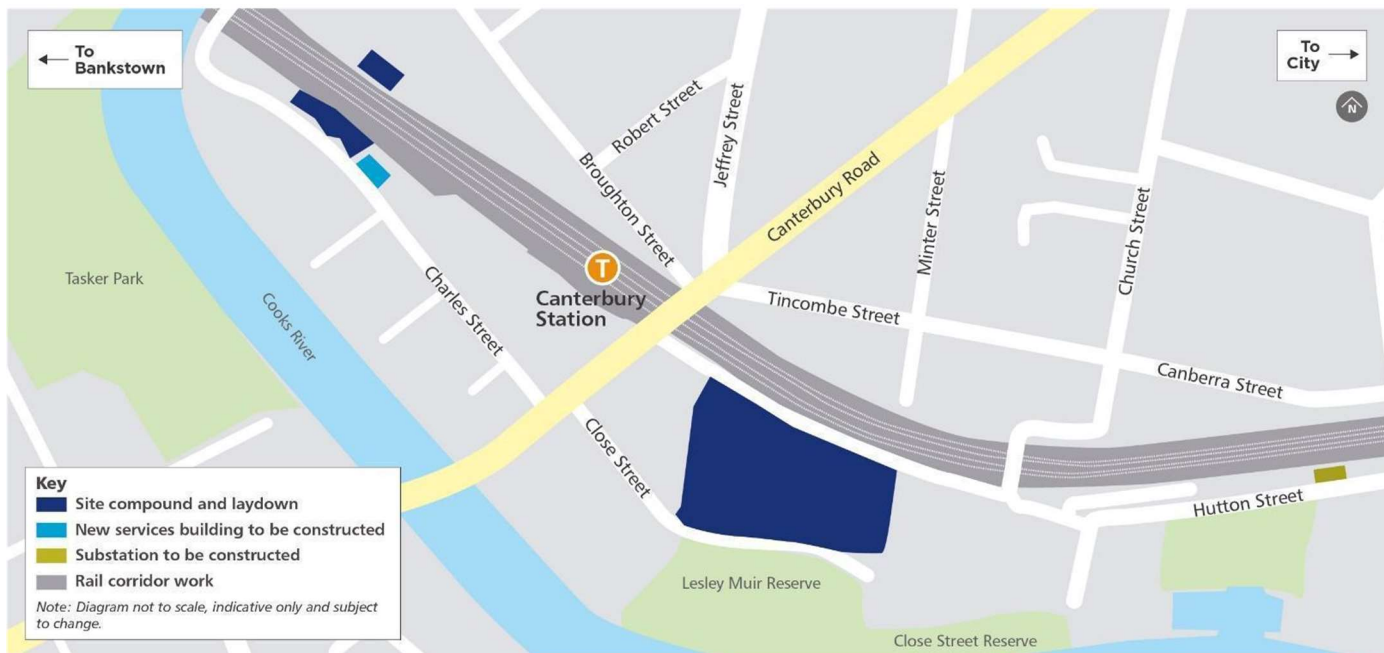 To
Bankstown
To
City
N
Robert Street
Jeffrey Street
Broughton Street
Canterbury Road
Minter Street
Church Street
Tasker Park
Cooks River
Charles Street
T
Canterbury
Station
Tincombe Street
Canberra Street
Close Street
Hutton Street
Lesley Muir Reserve
Close Street Reserve
Key
Site compound and laydown
New services building to be constructed
Substation to be constructed
Rail corridor work
Note: Diagram not to scale, indicative only and subject
to change.